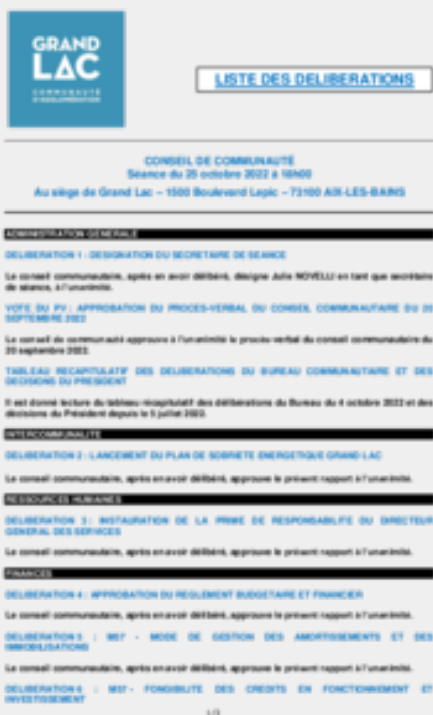 GRAND
LAC
COMMUNAUTÉ
D'AGGLOMÉRATION
LISTE DES DELIBERATIONS
CONSEIL DE COMMUNAUTÉ
Séance du 25 octobre 2022 à 18h00
Au siège de Grand Lac – 1500 Boulevard Lepic – 73100 AIX-LES-BAINS
ADMINISTRATION GENERALE
DELIBERATION 1 : DESIGNATION DU SECRETAIRE DE SEANCE
Le conseil communautaire, après en avoir délibéré, désigne Julie NOVELLI en tant que secrétaire
de séance, à l'unanimité.
VOTE DU PV : APPROBATION DU PROCES-VERBAL DU CONSEIL COMMUNAUTAIRE DU 20
SEPTEMBRE 2022
Le conseil de communauté approuve à l'unanimité le procès-verbal du conseil communautaire du
20 septembre 2022.
TABLEAU RECAPITULATIF DES DELIBERATIONS DU BUREAU COMMUNAUTAIRE ET DES
DECISIONS DU PRESIDENT
Il est donné lecture du tableau récapitulatif des délibérations du Bureau du 4 octobre 2022 et des
décisions du Président depuis le 5 juillet 2022.
INTERCOMMUNALITE
DELIBERATION 2 : LANCEMENT DU PLAN DE SOBRIETE ENERGETIQUE GRAND LAC
Le conseil communautaire, après en avoir délibéré, approuve le présent rapport à l'unanimité.
RESSOURCES HUMAINES
DELIBERATION 3 : INSTAURATION DE LA PRIME DE RESPONSABILITE DU DIRECTEUR
GENERAL DES SERVICES
Le conseil communautaire, après en avoir délibéré, approuve le présent rapport à l'unanimité.
FINANCES
DELIBERATION 4 : APPROBATION DU REGLEMENT BUDGETAIRE ET FINANCIER
Le conseil communautaire, après en avoir délibéré, approuve le présent rapport à l'unanimité.
DELIBERATION 5 : M57 - MODE DE GESTION DES AMORTISSEMENTS ET DES
IMMOBILISATIONS
Le conseil communautaire, après en avoir délibéré, approuve le présent rapport à l'unanimité.
DELIBERATION 6 : M57 - FONGIBILITE DES CREDITS EN FONCTIONNEMENT ET
INVESTISSEMENT